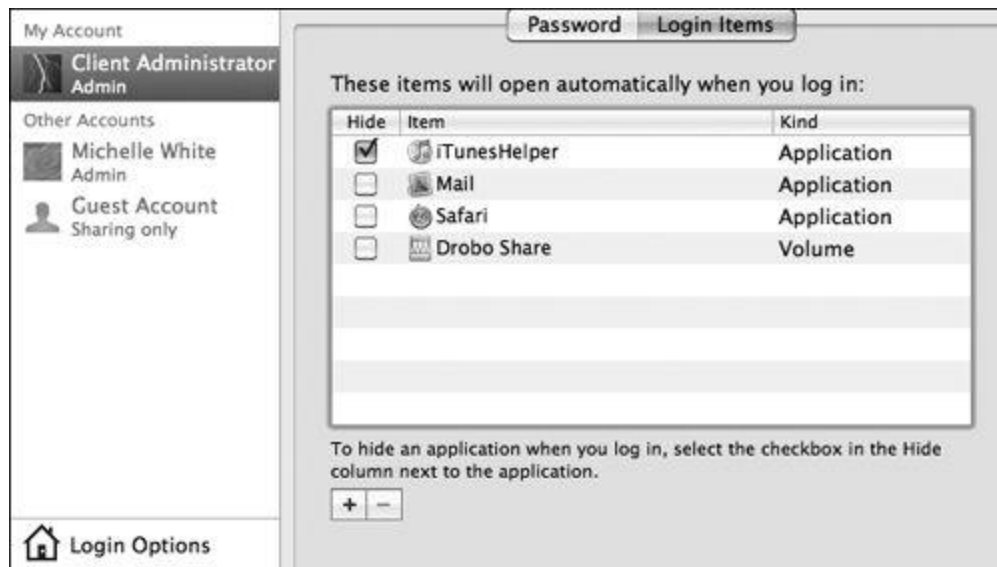 My Account
Client Administrator
Admin
Other Accounts
Michelle White
Admin
Guest Account
Sharing only
Login Options
Password Login Items
These items will open automatically when you log in:
Hide Item Kind
iTunesHelper Application
Mail Application
Safari Application
Drobo Share Volume
To hide an application when you log in, select the checkbox in the Hide
column next to the application.
+ −